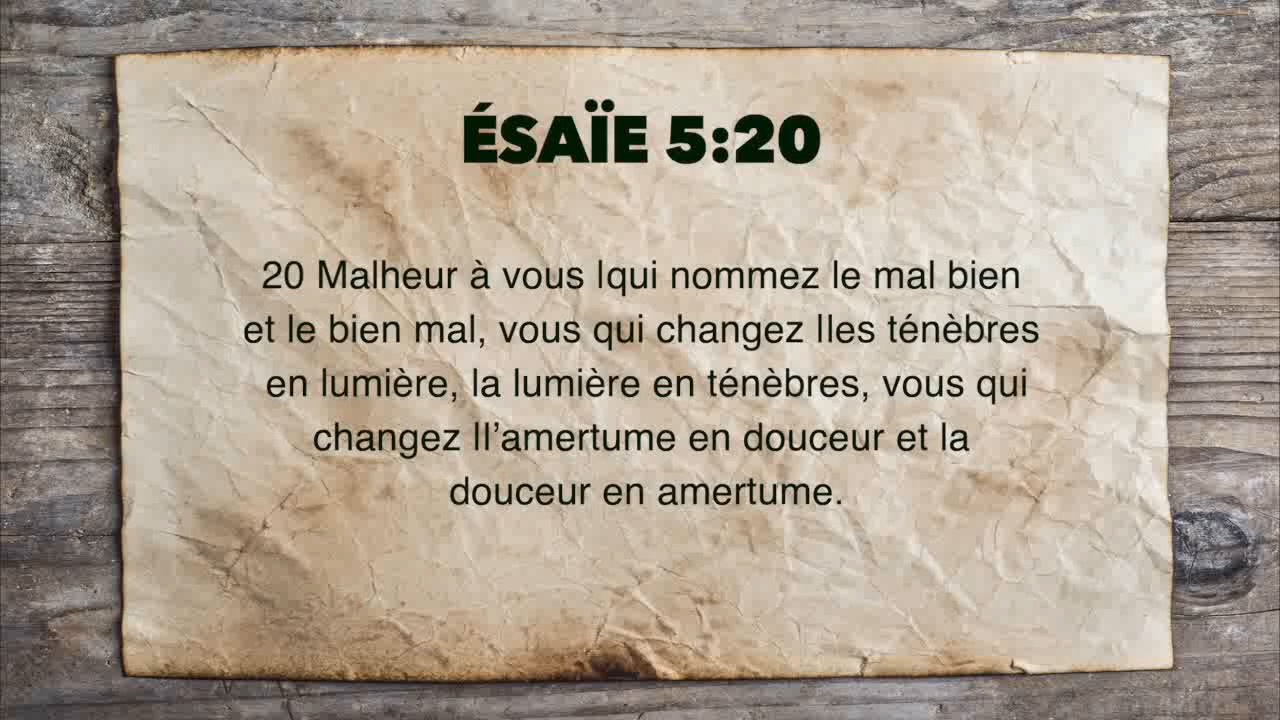 ÉSAÏE 5:20
20 Malheur à vous lqui nommez le mal bien
et le bien mal, vous qui changez lles ténèbres
en lumière, la lumière en ténèbres, vous qui
changez ll’amertume en douceur et la
douceur en amertume.